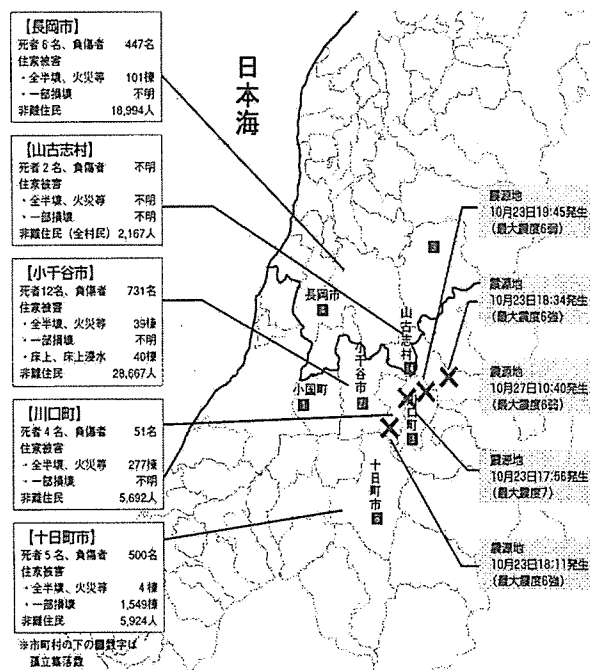 【長岡市】
死者6名、負傷者 447名
住家被害
・全半壊、火災等 101棟
・一部損壊 不明
非難住民 18,994人
【山古志村】
死者2名、負傷者 不明
住家被害
・全半壊、火災等 不明
・一部損壊 不明
非難住民(全村民) 2,167人
【小千谷市】
死者12名、負傷者 731名
住家被害
・全半壊、火災等 39棟
・一部損壊 不明
・床上、床上浸水 40棟
非難住民 28,667人
【川口町】
死者4名、負傷者 51名
住家被害
・全半壊、火災等 277棟
・一部損壊 不明
非難住民 5,692人
【十日町市】
死者5名、負傷者 500名
住家被害
・全半壊、火災等 4棟
・一部損壊 1,549棟
非難住民 5,924人
※市町村の下の■数字は
孤立集落数
日本海
長岡市
山古志村
小千谷市
小国町
川口町
十日町市
震源地
10月23日19:45発生
(最大震度6弱)
震源地
10月23日18:34発生
(最大震度6強)
震源地
10月27日10:40発生
(最大震度6弱)
震源地
10月23日17:56発生
(最大震度7)
震源地
10月23日18:11発生
(最大震度6強)